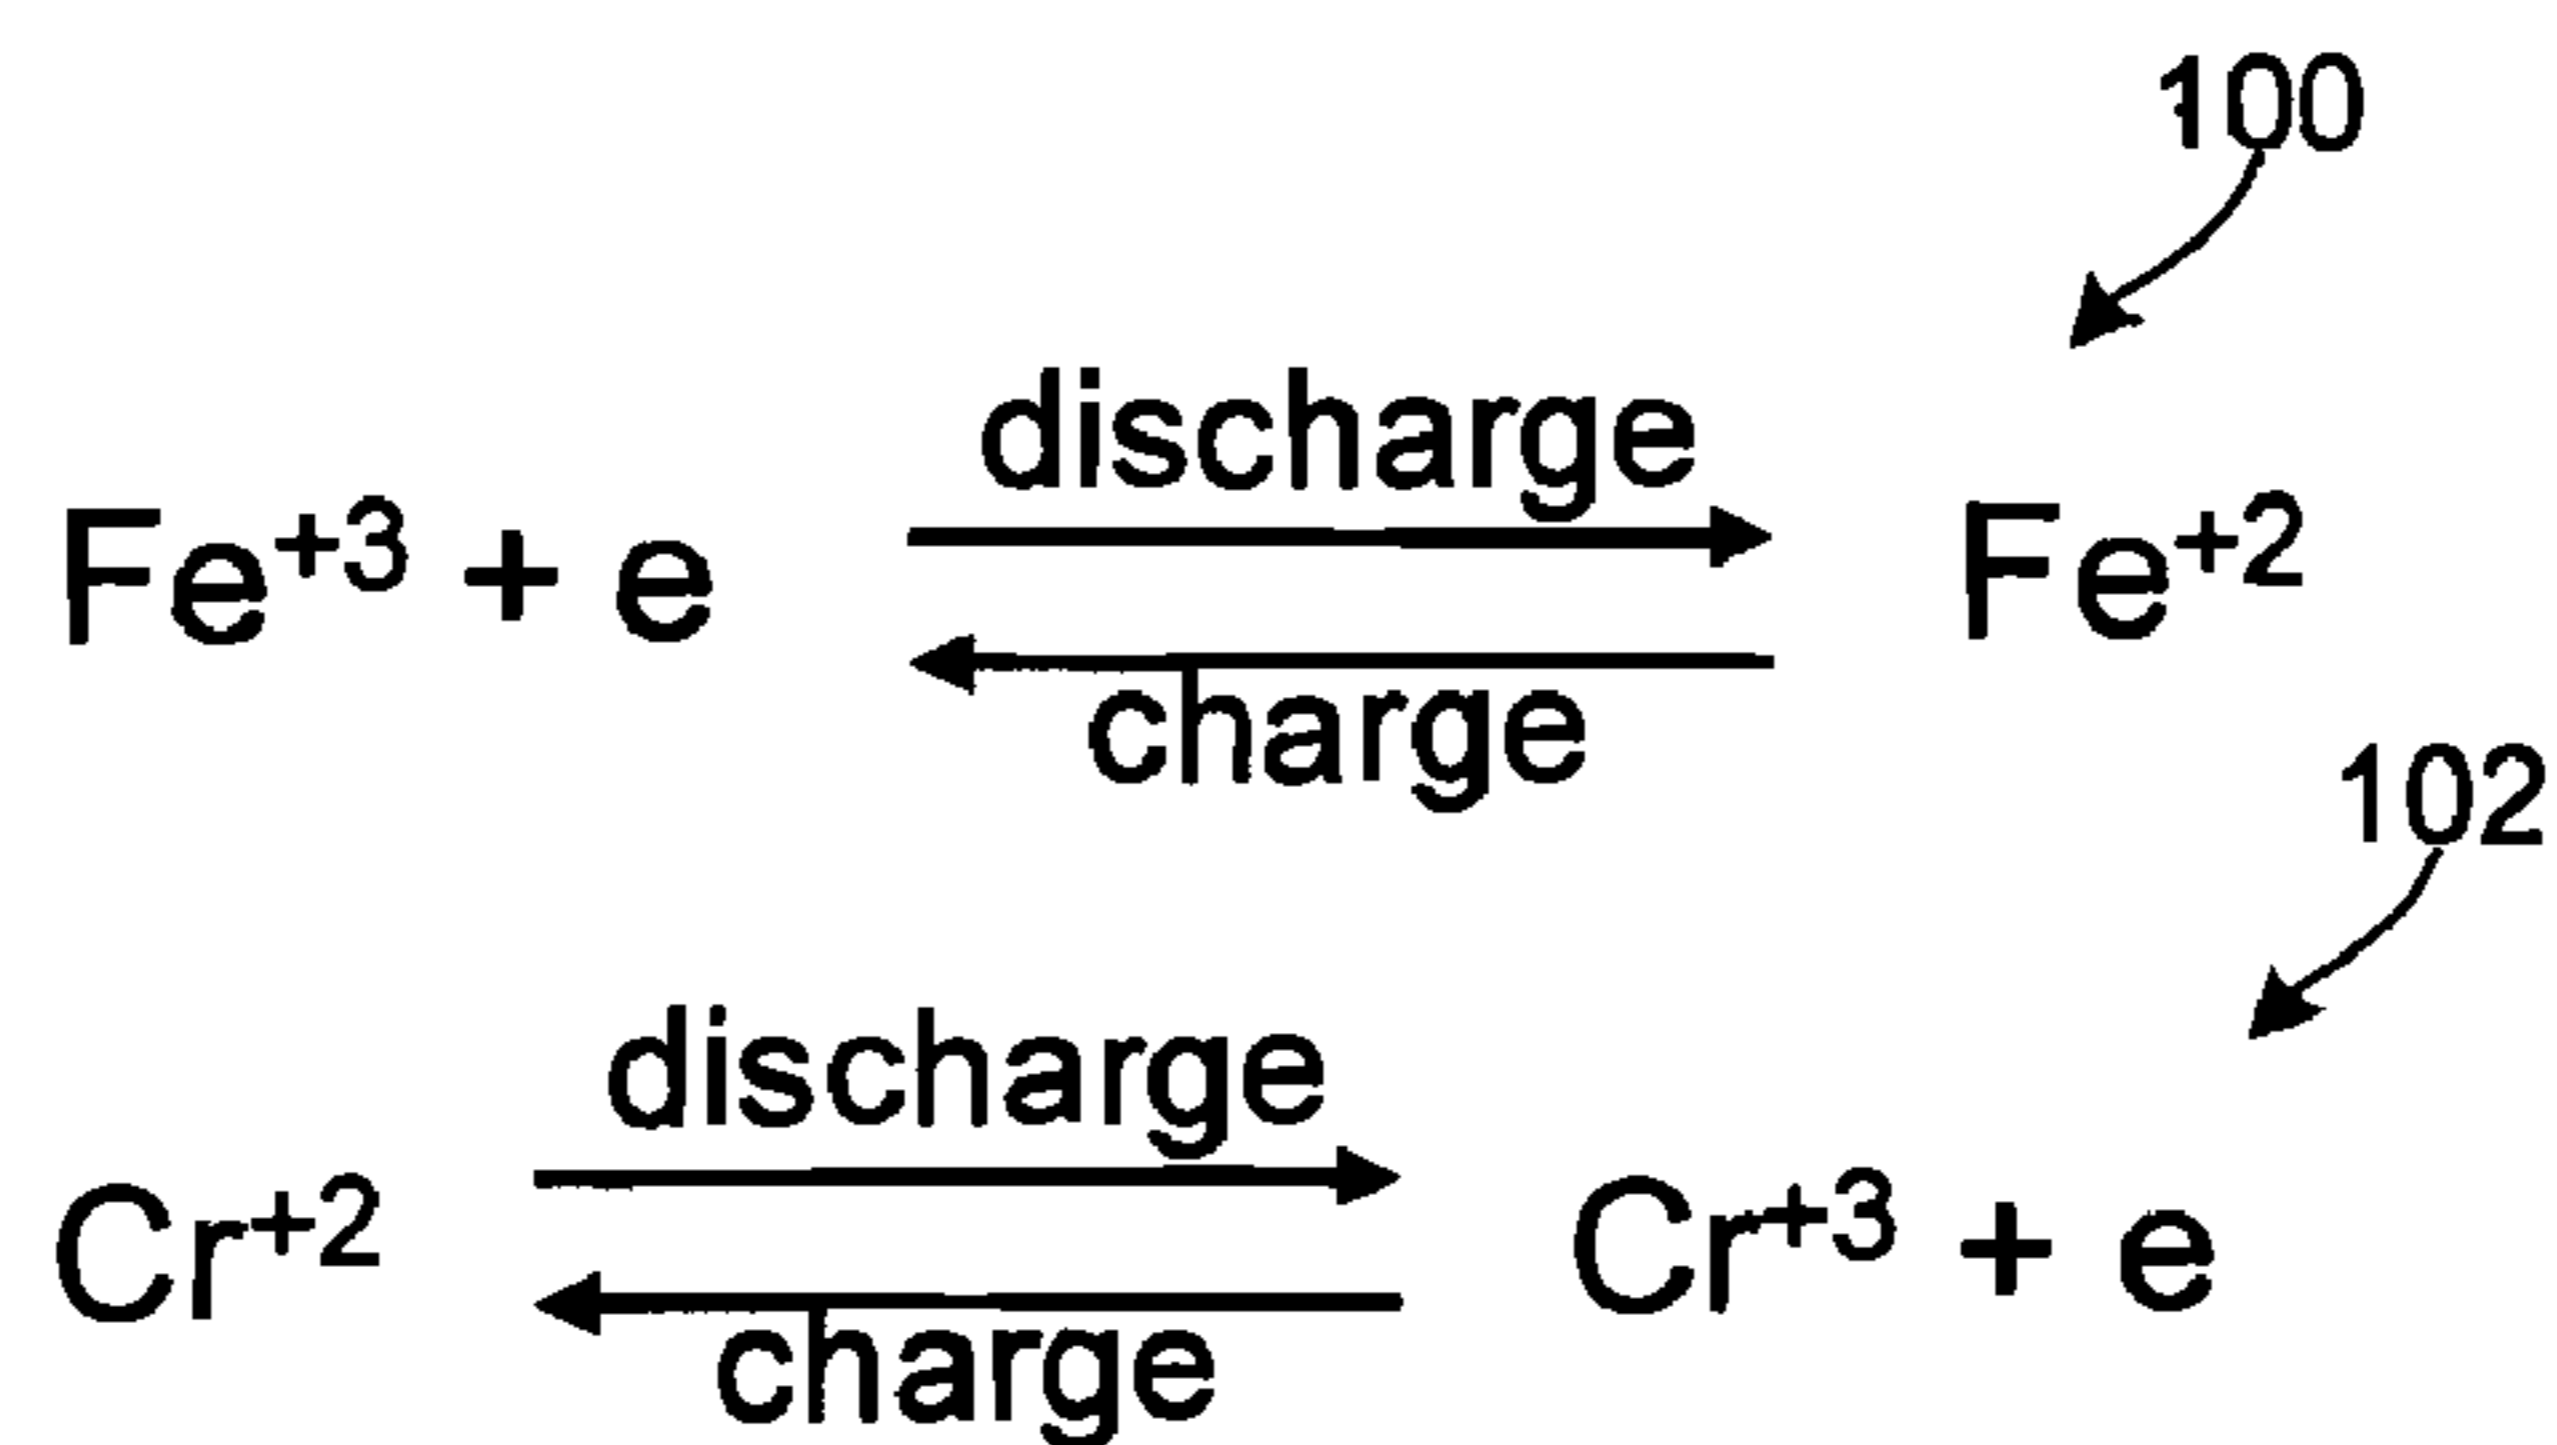 100
discharge
Fe⁺³ + e Fe⁺²
charge
102
discharge
Cr⁺² Cr⁺³ + e
charge